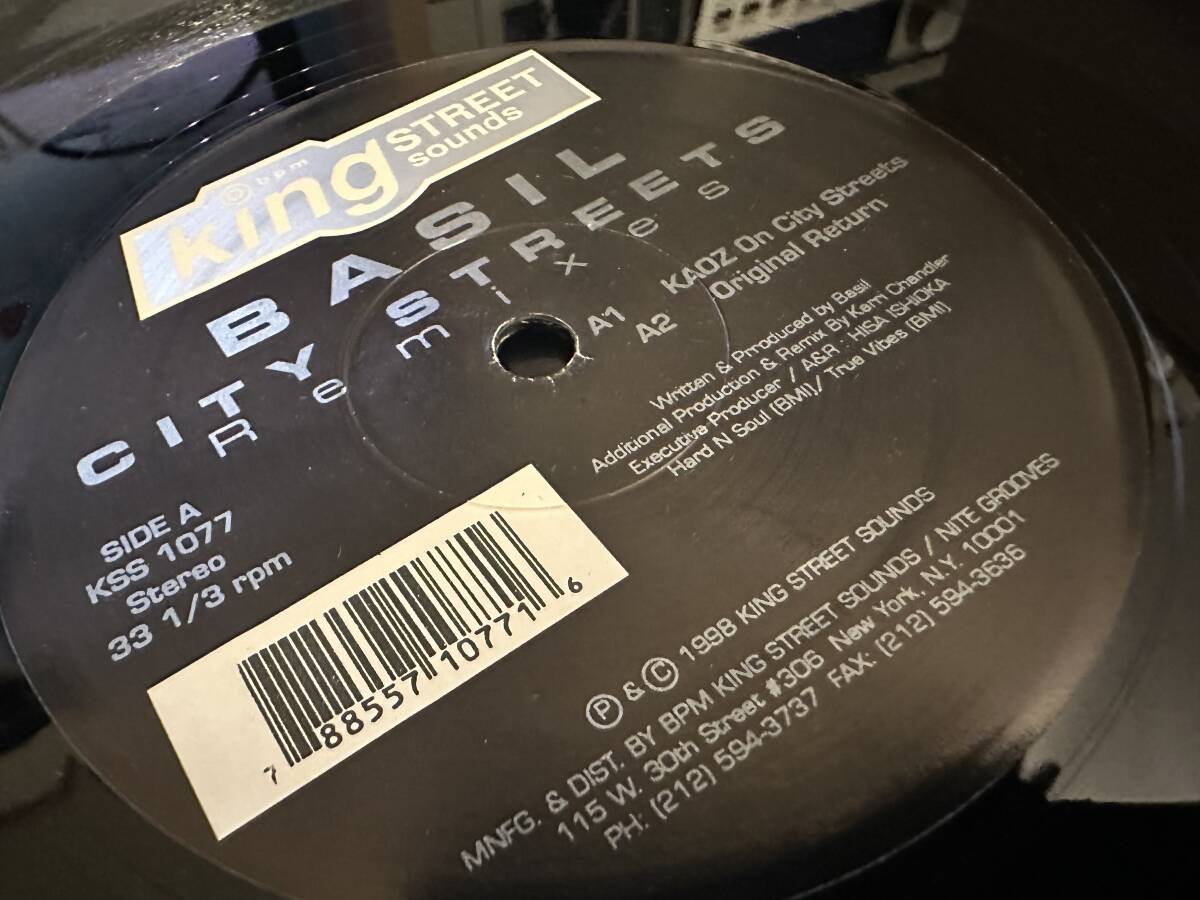 bpm
king STREET
sounds
BASIL
CITY STREETS
Remixes
A1 KAOZ On City Streets
A2 Original Return
Written & Prroduced by Basil
Additional Production & Remix By Kerri Chandler
Executive Producer / A&R : HISA ISHIOKA
Hard N Soul (BMI)/ True Vibes (BMI)
SIDE A
KSS 1077
Stereo
33 1/3 rpm
7 88557 10771 6
℗ & © 1998 KING STREET SOUNDS
MNFG. & DIST. BY BPM KING STREET SOUNDS / NITE GROOVES
115 W. 30th Street #306 New York, N.Y. 10001
PH: (212) 594-3737 FAX: (212) 594-3636